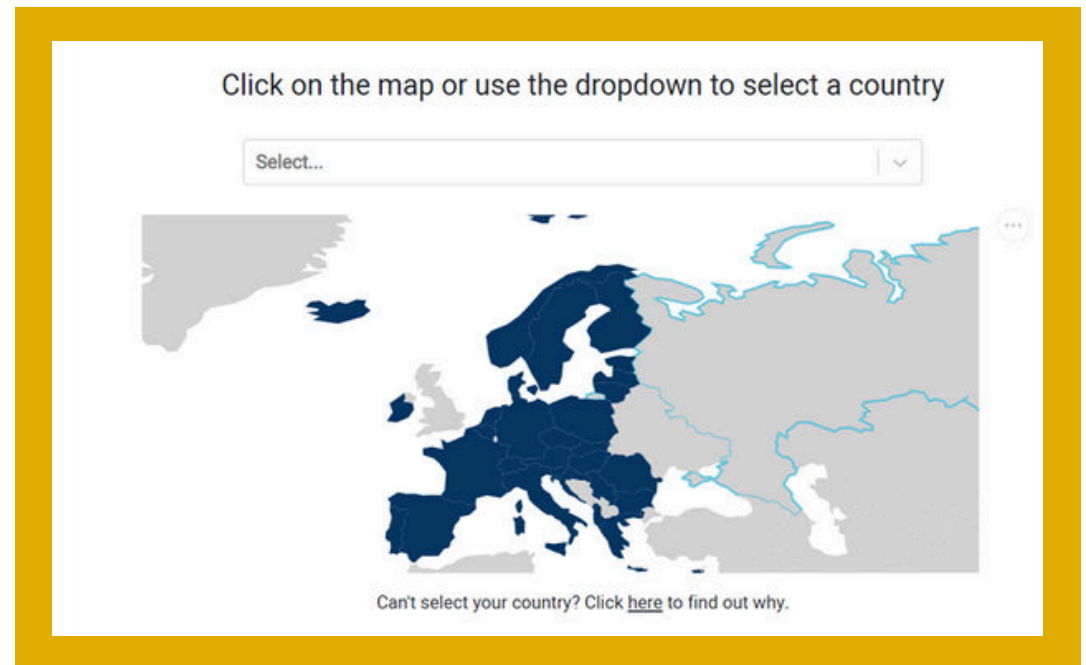 Click on the map or use the dropdown to select a country
Select...
Can't select your country? Click here to find out why.